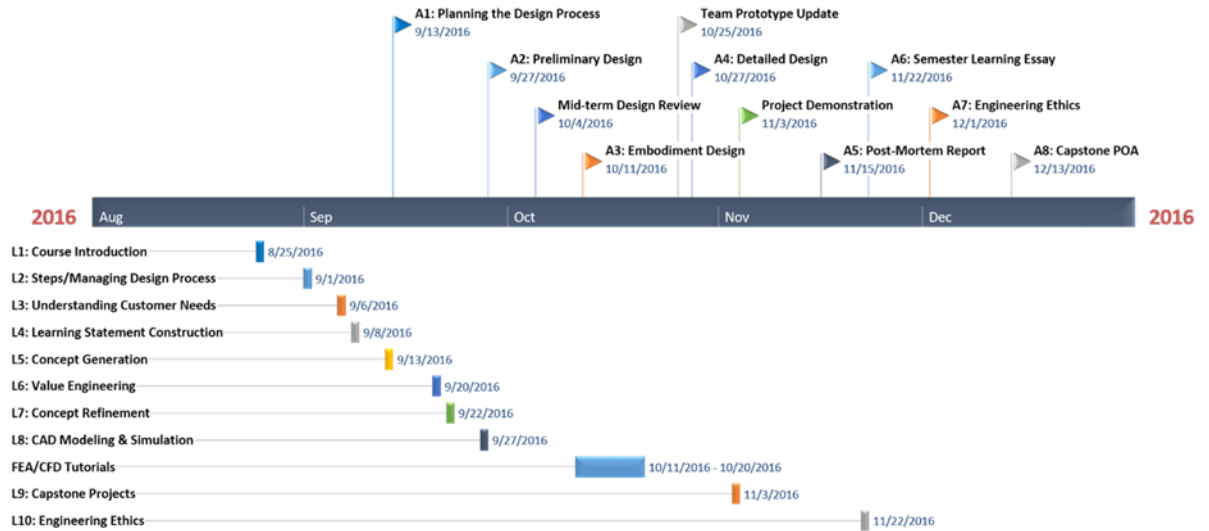 A1: Planning the Design Process
9/13/2016
Team Prototype Update
10/25/2016
A2: Preliminary Design
9/27/2016
A4: Detailed Design
10/27/2016
A6: Semester Learning Essay
11/22/2016
Mid-term Design Review
10/4/2016
Project Demonstration
11/3/2016
A7: Engineering Ethics
12/1/2016
A3: Embodiment Design
10/11/2016
A5: Post-Mortem Report
11/15/2016
A8: Capstone POA
12/13/2016
2016 Aug Sep Oct Nov Dec 2016
L1: Course Introduction 8/25/2016
L2: Steps/Managing Design Process 9/1/2016
L3: Understanding Customer Needs 9/6/2016
L4: Learning Statement Construction 9/8/2016
L5: Concept Generation 9/13/2016
L6: Value Engineering 9/20/2016
L7: Concept Refinement 9/22/2016
L8: CAD Modeling & Simulation 9/27/2016
FEA/CFD Tutorials 10/11/2016 - 10/20/2016
L9: Capstone Projects 11/3/2016
L10: Engineering Ethics 11/22/2016